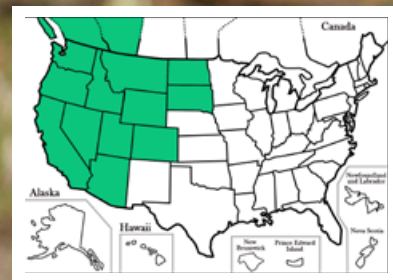 Canada
Newfoundland
and Labrador
Alaska
Hawaii
New
Brunswick
Prince Edward
Island
Nova Scotia